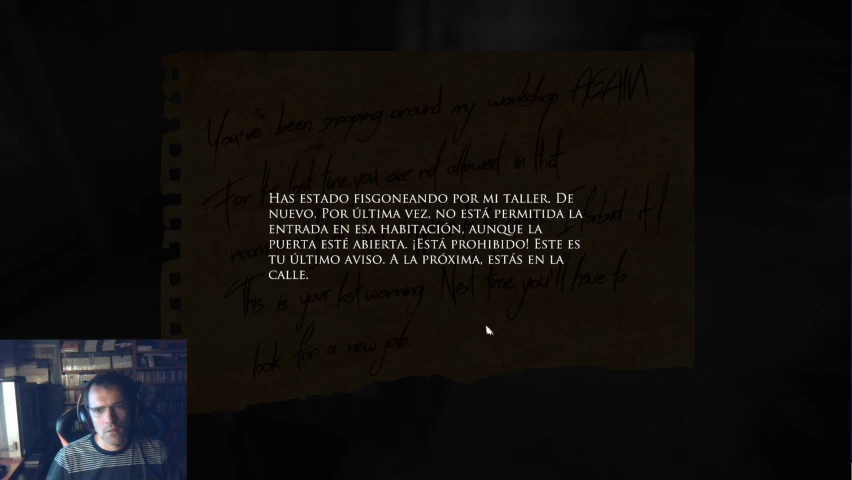 You've been snooping around my workshop AGAIN
For the last time, you are not allowed in that
HAS ESTADO FISGONEANDO POR MI TALLER. DE
NUEVO. POR ÚLTIMA VEZ, NO ESTÁ PERMITIDA LA
ENTRADA EN ESA HABITACIÓN, AUNQUE LA
PUERTA ESTÉ ABIERTA. ¡ESTÁ PROHIBIDO! ESTE ES
TU ÚLTIMO AVISO. A LA PRÓXIMA, ESTÁS EN LA
CALLE.
I forbid it!
This is your last warning. Next time, you'll have to
look for a new job.